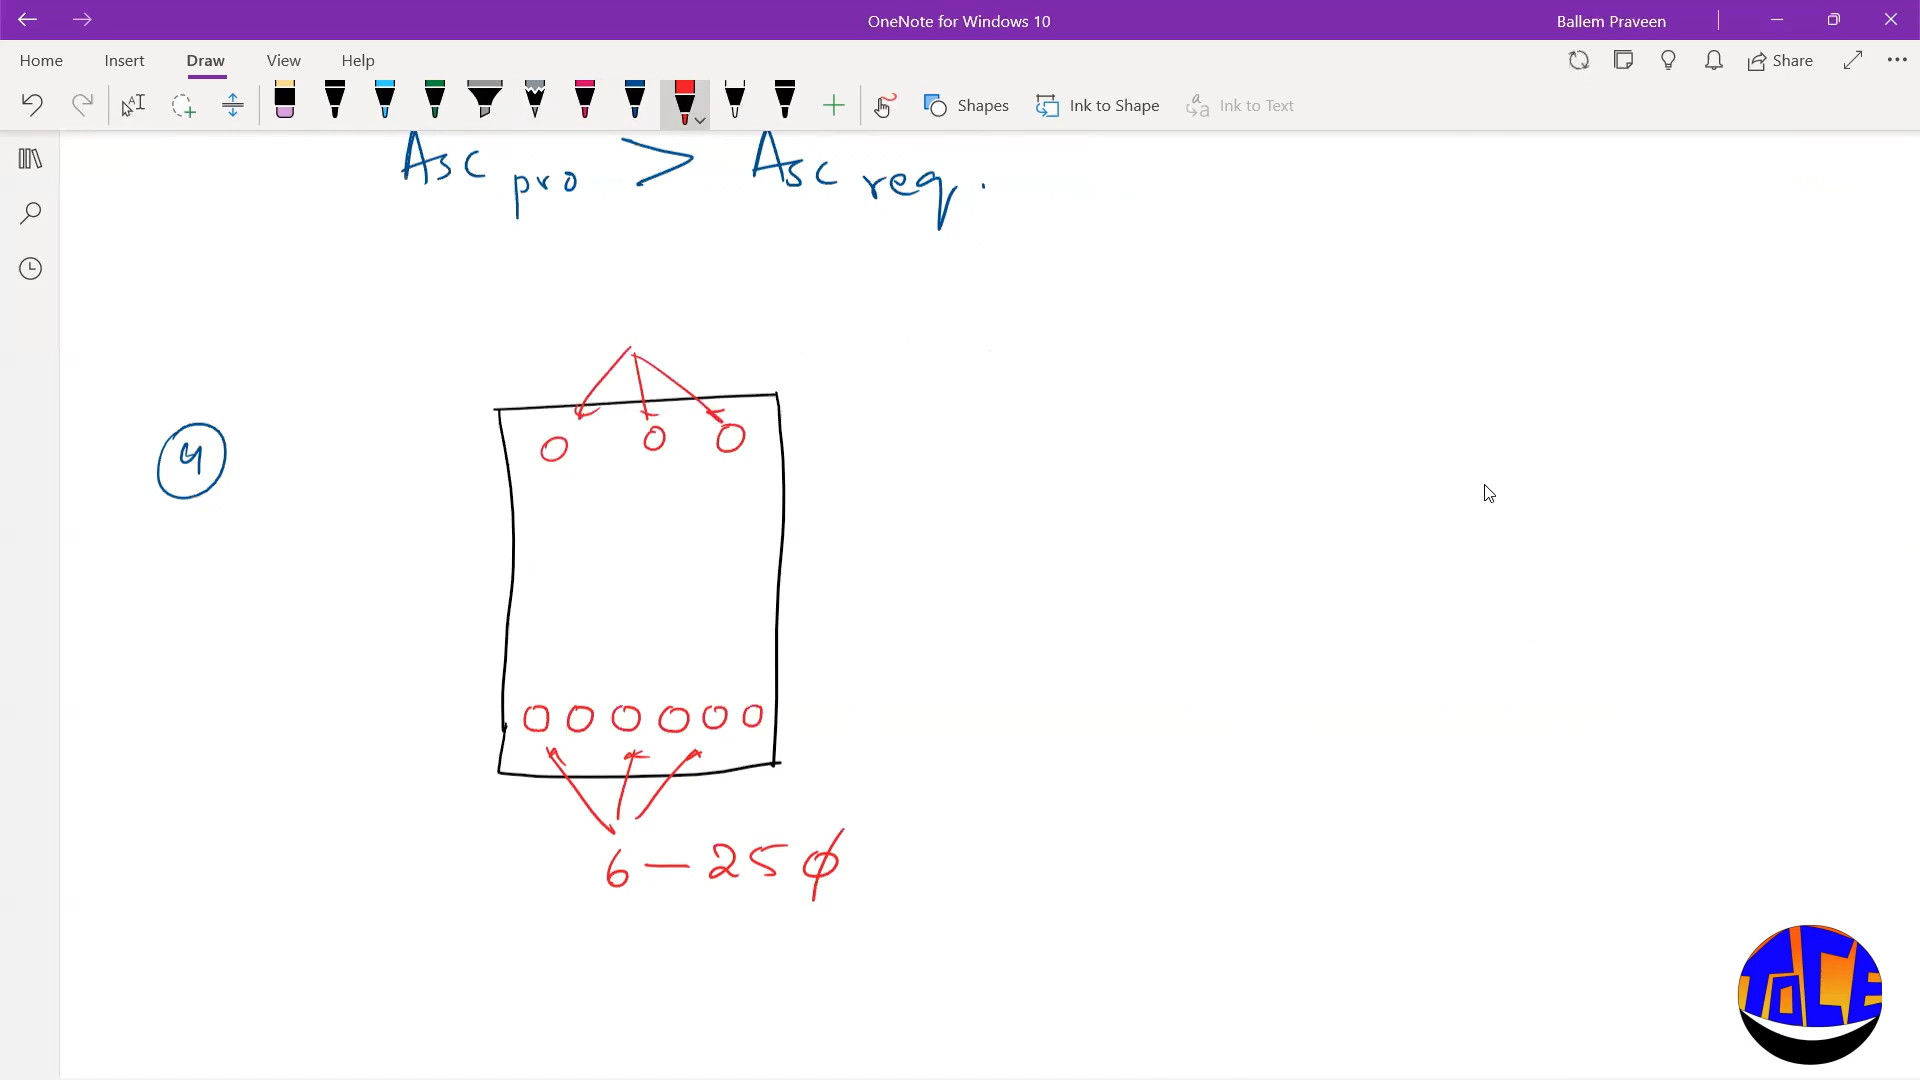 OneNote for Windows 10
Ballem Praveen
Home Insert Draw View Help
Share
Shapes Ink to Shape Ink to Text
Asc pro > Asc req.
4
6 - 25 ϕ
TOCE